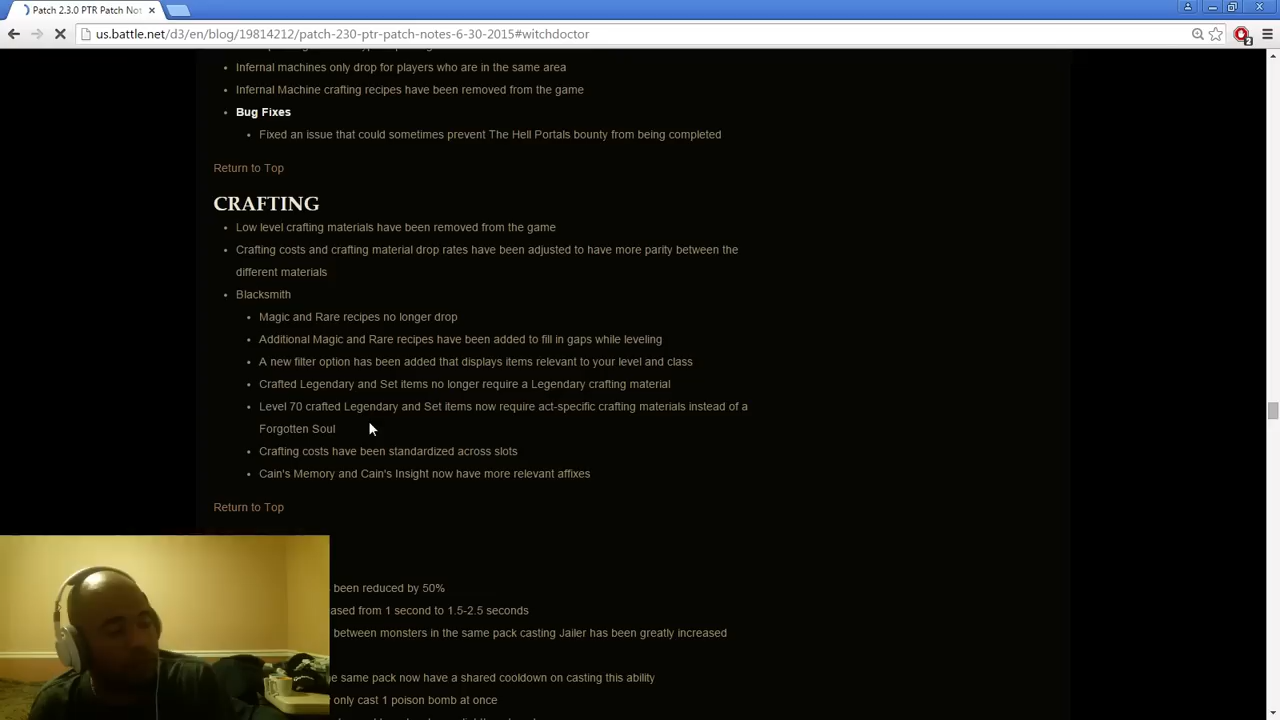 Patch 2.3.0 PTR Patch Not
us.battle.net/d3/en/blog/19814212/patch-230-ptr-patch-notes-6-30-2015#witchdoctor
2
Infernal machines only drop for players who are in the same area
Infernal Machine crafting recipes have been removed from the game
Bug Fixes
Fixed an issue that could sometimes prevent The Hell Portals bounty from being completed
Return to Top
CRAFTING
Low level crafting materials have been removed from the game
Crafting costs and crafting material drop rates have been adjusted to have more parity between the
different materials
Blacksmith
Magic and Rare recipes no longer drop
Additional Magic and Rare recipes have been added to fill in gaps while leveling
A new filter option has been added that displays items relevant to your level and class
Crafted Legendary and Set items no longer require a Legendary crafting material
Level 70 crafted Legendary and Set items now require act-specific crafting materials instead of a
Forgotten Soul
Crafting costs have been standardized across slots
Cain's Memory and Cain's Insight now have more relevant affixes
Return to Top
been reduced by 50%
ased from 1 second to 1.5-2.5 seconds
between monsters in the same pack casting Jailer has been greatly increased
e same pack now have a shared cooldown on casting this ability
only cast 1 poison bomb at once